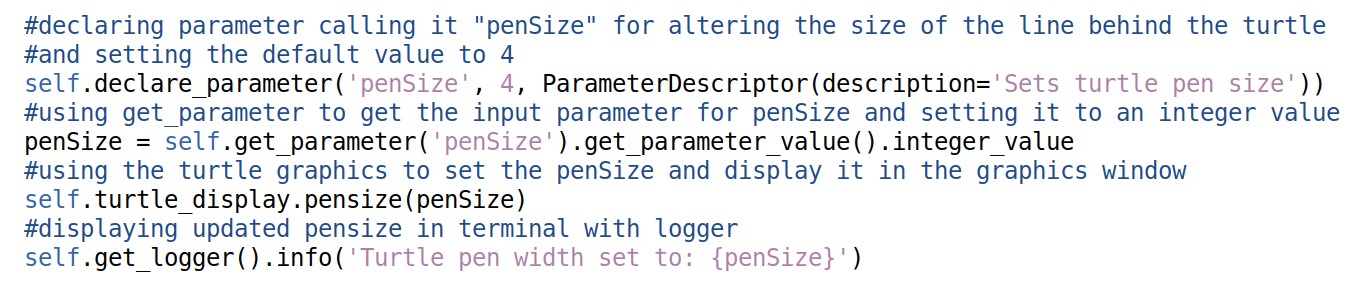 #declaring parameter calling it "penSize" for altering the size of the line behind the turtle
#and setting the default value to 4
self.declare_parameter('penSize', 4, ParameterDescriptor(description='Sets turtle pen size'))
#using get_parameter to get the input parameter for penSize and setting it to an integer value
penSize = self.get_parameter('penSize').get_parameter_value().integer_value
#using the turtle graphics to set the penSize and display it in the graphics window
self.turtle_display.pensize(penSize)
#displaying updated pensize in terminal with logger
self.get_logger().info('Turtle pen width set to: {penSize}')